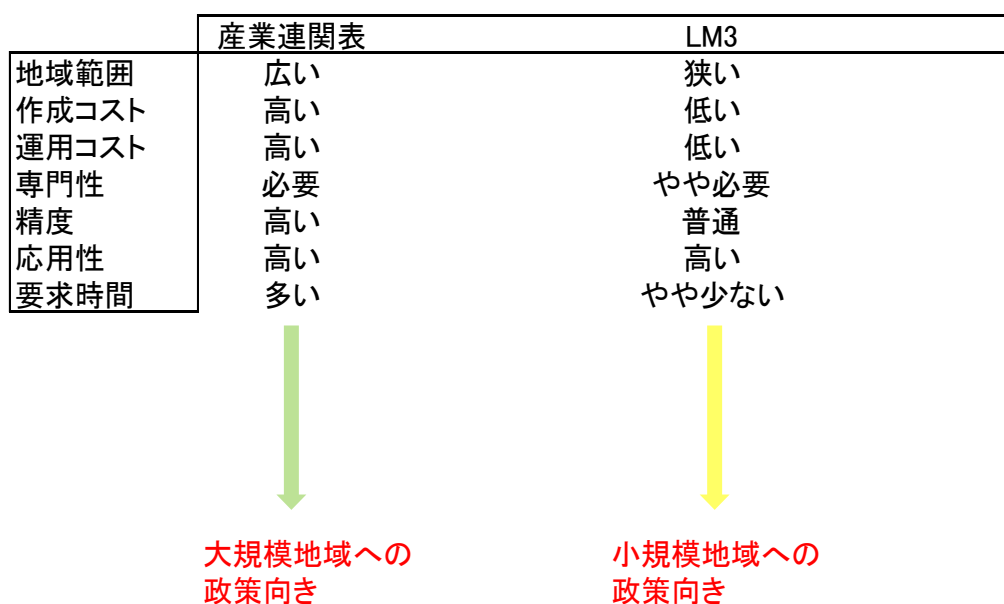 産業連関表 LM3
地域範囲 広い 狭い
作成コスト 高い 低い
運用コスト 高い 低い
専門性 必要 やや必要
精度 高い 普通
応用性 高い 高い
要求時間 多い やや少ない
大規模地域への
政策向き
小規模地域への
政策向き